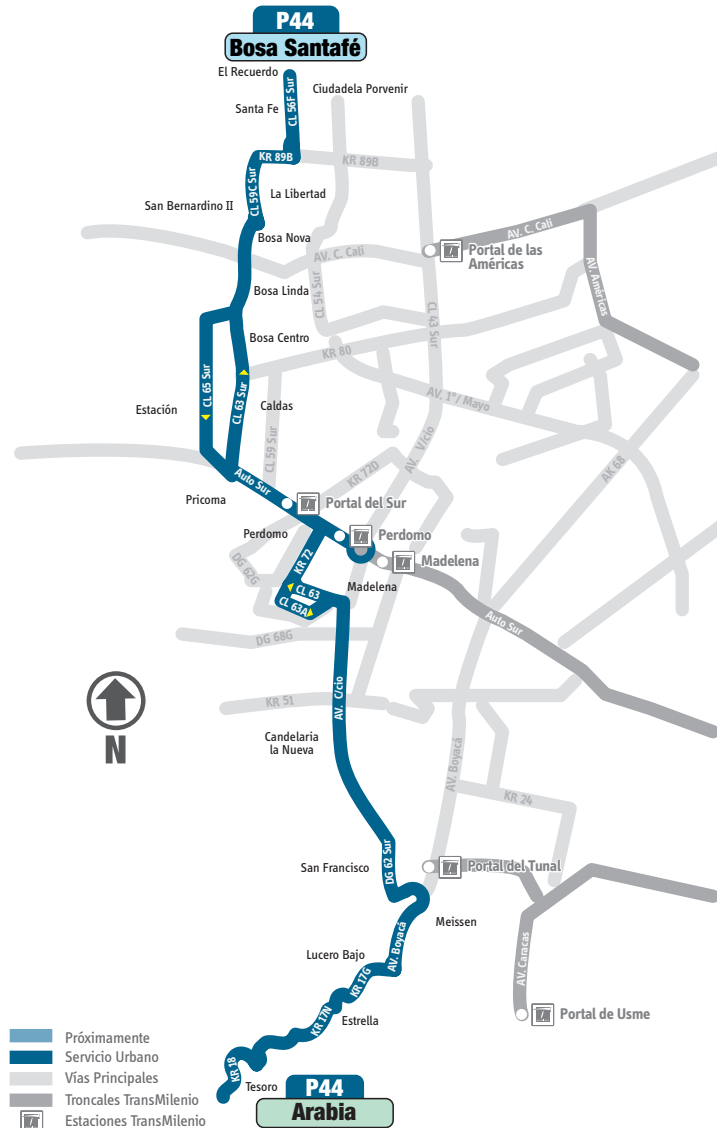 P44
Bosa Santafé
El Recuerdo
Ciudadela Porvenir
CL 56F Sur
Santa Fe
KR 89B
KR 89B
La Libertad
CL 59C Sur
San Bernardino II
Bosa Nova
AV. C. Cali
AV. C. Cali
Portal de las
Américas
AV. Américas
Bosa Linda
CL 54 Sur
CL 43 Sur
Bosa Centro
KR 80
CL 65 Sur
CL 63 Sur
AV. 1° / Mayo
Estación
Caldas
CL 59 Sur
AV. V/cio
AK 68
KR 72D
Auto Sur
Pricoma
Portal del Sur
Perdomo
Perdomo
KR 72
DG 62G
Madelena
Madelena
CL 63
CL 63A
Auto Sur
DG 68G
AV. C/cio
KR 51
N
Candelaria
la Nueva
AV. Boyacá
KR 24
DG 62 Sur
San Francisco
Portal del Tunal
Meissen
AV. Boyacá
Lucero Bajo
KR 17G
AV. Caracas
KR 17N
Estrella
Portal de Usme
KR 18
Tesoro
P44
Arabia
Próximamente
Servicio Urbano
Vías Principales
Troncales TransMilenio
Estaciones TransMilenio